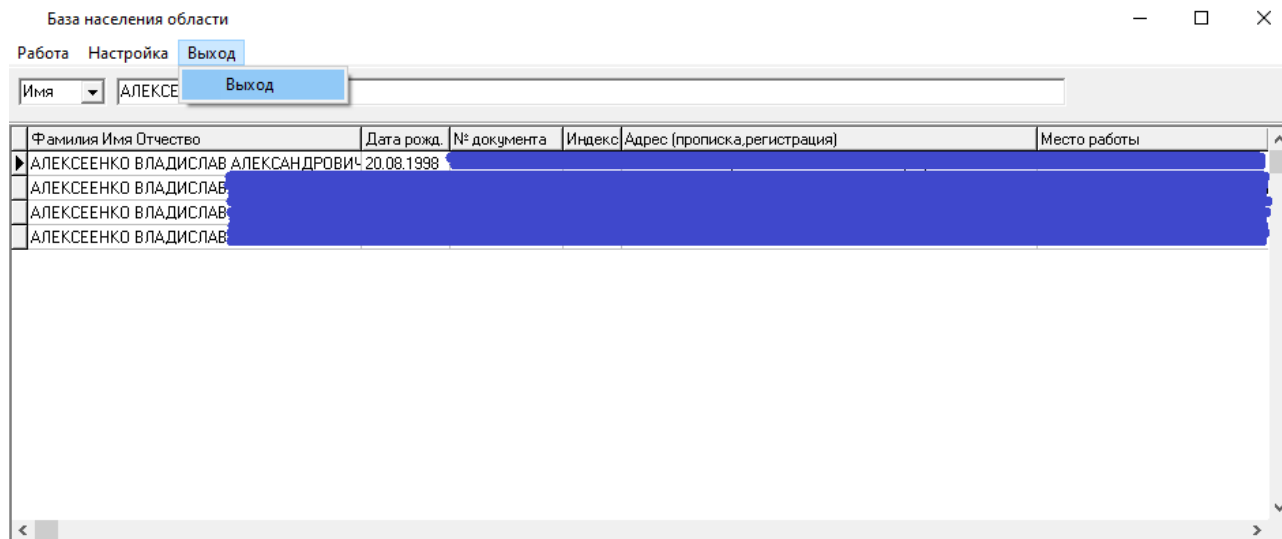 База населения области
Работа Настройка Выход
Выход
Имя АЛЕКСЕ
Фамилия Имя Отчество Дата рожд. № документа Индекс Адрес (прописка,регистрация) Место работы
АЛЕКСЕЕНКО ВЛАДИСЛАВ АЛЕКСАНДРОВИЧ 20.08.1998
АЛЕКСЕЕНКО ВЛАДИСЛАВ
АЛЕКСЕЕНКО ВЛАДИСЛАВ
АЛЕКСЕЕНКО ВЛАДИСЛАВ